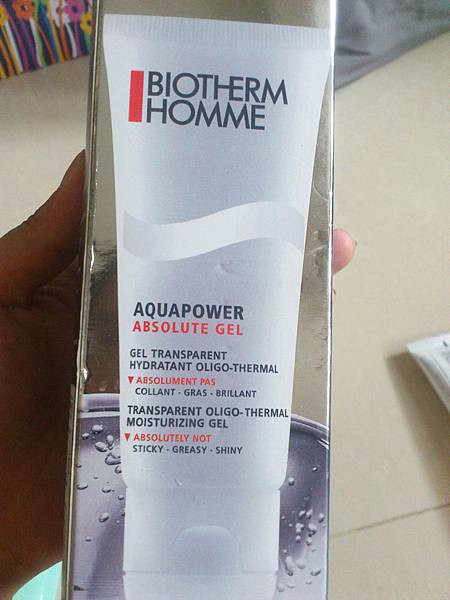 BIOTHERM
HOMME
AQUAPOWER
ABSOLUTE GEL
GEL TRANSPARENT
HYDRATANT OLIGO-THERMAL
ABSOLUMENT PAS
COLLANT - GRAS - BRILLANT
TRANSPARENT OLIGO-THERMAL
MOISTURIZING GEL
ABSOLUTELY NOT
STICKY - GREASY - SHINY